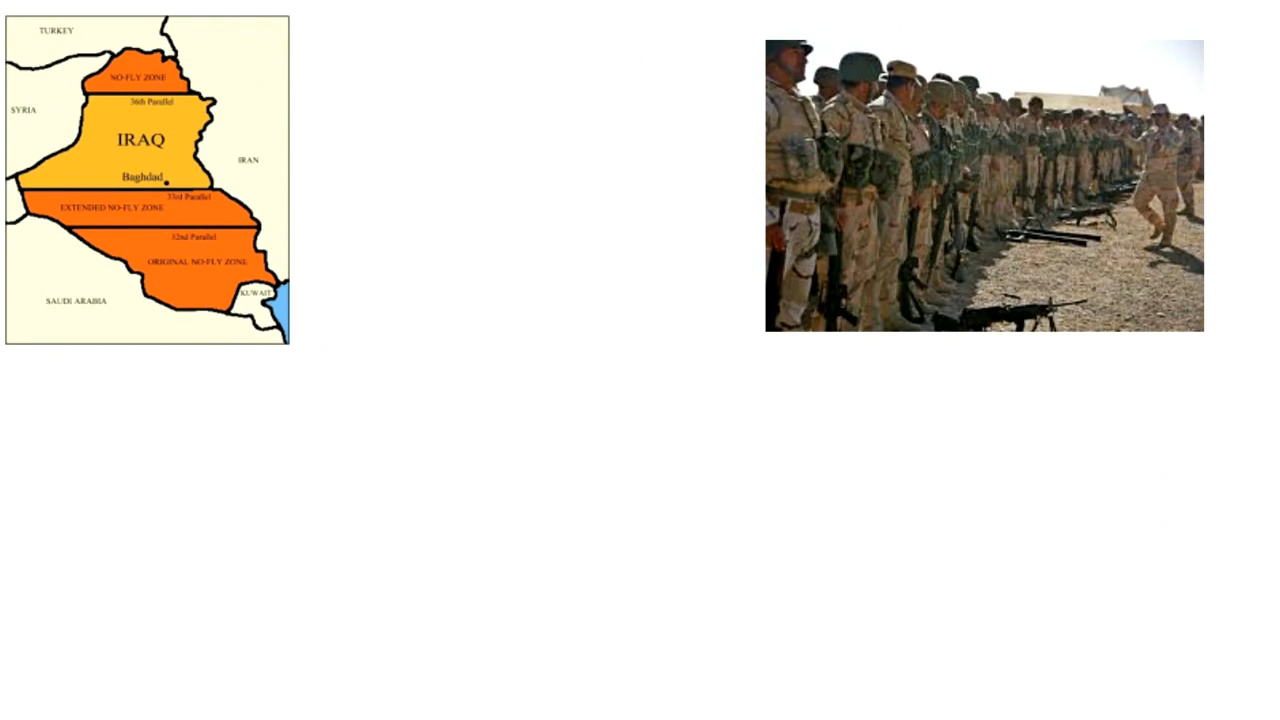 TURKEY
NO-FLY ZONE
36th Parallel
SYRIA
IRAQ
IRAN
Baghdad
33rd Parallel
EXTENDED NO-FLY ZONE
32nd Parallel
ORIGINAL NO-FLY ZONE
KUWAIT
SAUDI ARABIA